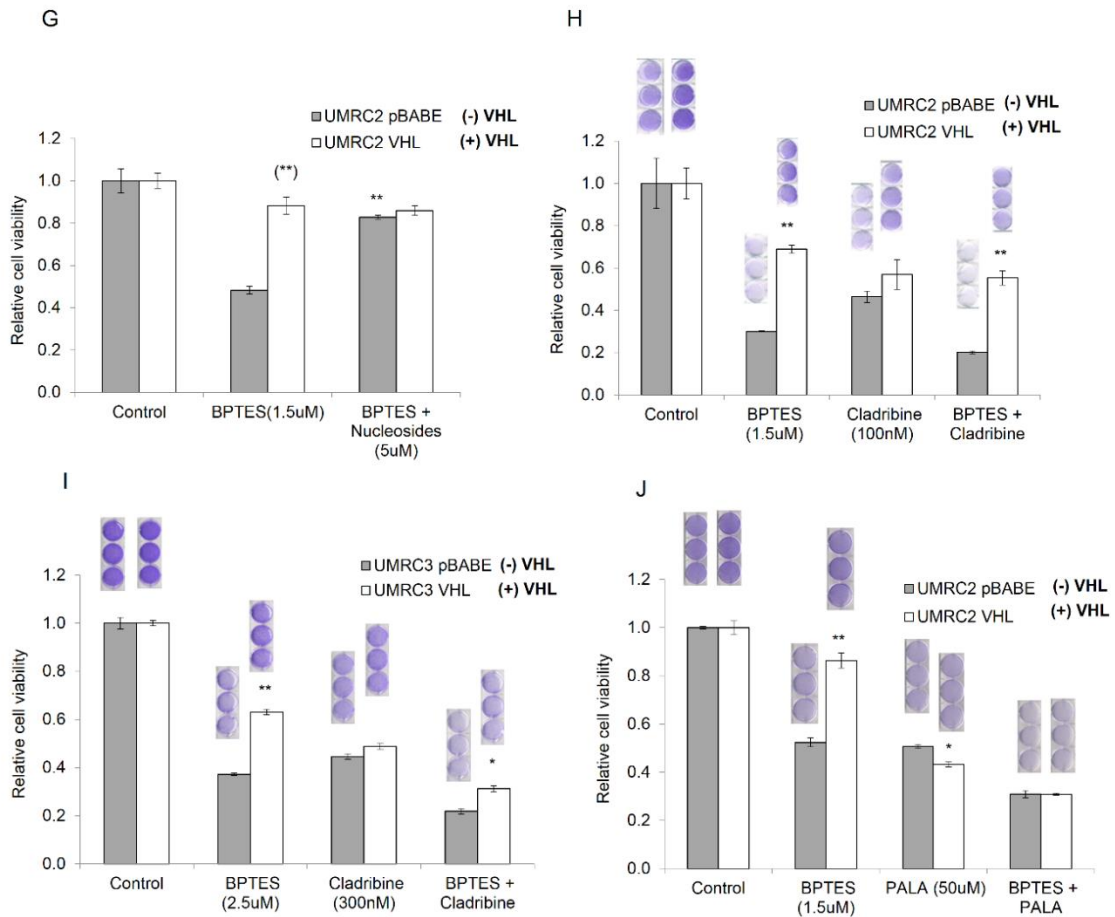 G
UMRC2 pBABE (-) VHL
UMRC2 VHL (+) VHL
Relative cell viability
1.2
1.0
0.8
0.6
0.4
0.2
0.0
(**)
**
Control
BPTES(1.5uM)
BPTES +
Nucleosides
(5uM)
H
UMRC2 pBABE (-) VHL
UMRC2 VHL (+) VHL
Relative cell viability
1.2
1.0
0.8
0.6
0.4
0.2
0.0
**
**
Control
BPTES
(1.5uM)
Cladribine
(100nM)
BPTES +
Cladribine
I
UMRC3 pBABE (-) VHL
UMRC3 VHL (+) VHL
Relative cell viability
1.2
1.0
0.8
0.6
0.4
0.2
0.0
**
*
Control
BPTES
(2.5uM)
Cladribine
(300nM)
BPTES +
Cladribine
J
UMRC2 pBABE (-) VHL
UMRC2 VHL (+) VHL
Relative cell viability
1.2
1.0
0.8
0.6
0.4
0.2
0.0
**
*
Control
BPTES
(1.5uM)
PALA (50uM)
BPTES +
PALA